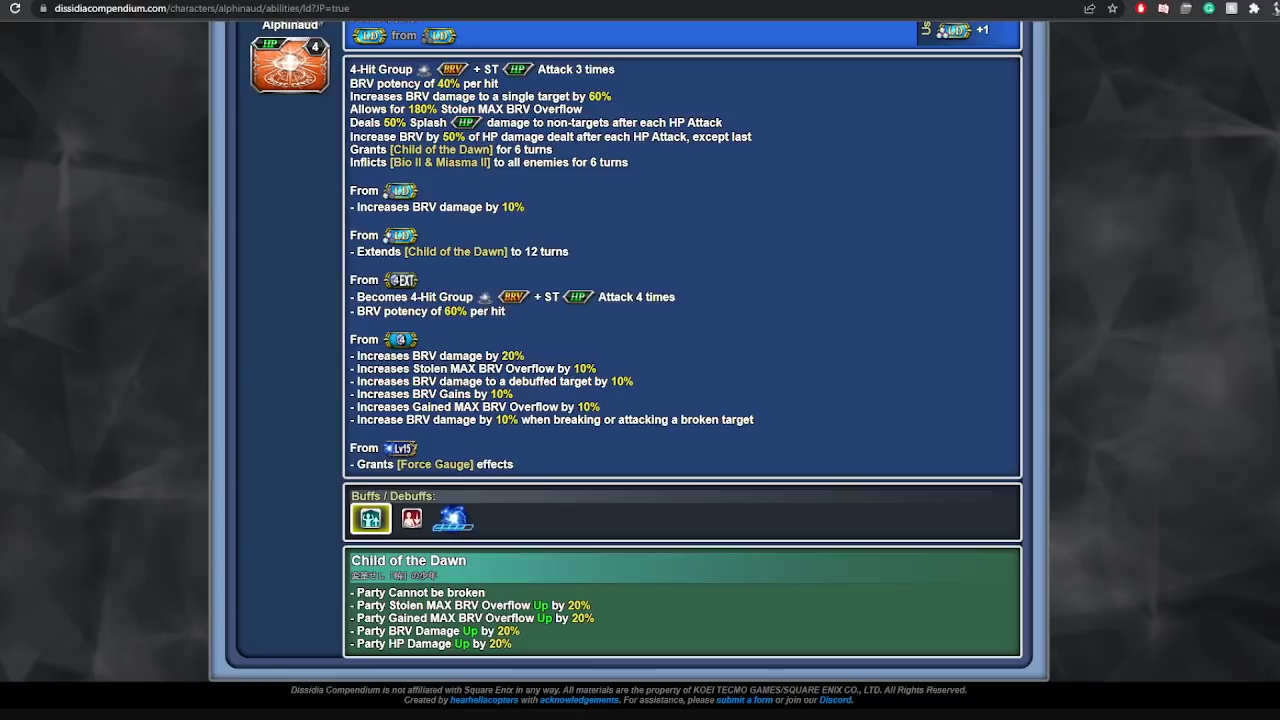 dissidiacompendium.com/characters/alphinaud/abilities/ld?JP=true
Alphinaud
HP 4
LD from LD
LD +1
4-Hit Group BRV + ST HP Attack 3 times
BRV potency of 40% per hit
Increases BRV damage to a single target by 60%
Allows for 180% Stolen MAX BRV Overflow
Deals 50% Splash HP damage to non-targets after each HP Attack
Increase BRV by 50% of HP damage dealt after each HP Attack, except last
Grants [Child of the Dawn] for 6 turns
Inflicts [Bio II & Miasma II] to all enemies for 6 turns
From LD
- Increases BRV damage by 10%
From LD
- Extends [Child of the Dawn] to 12 turns
From EXT
- Becomes 4-Hit Group BRV + ST HP Attack 4 times
- BRV potency of 60% per hit
From
- Increases BRV damage by 20%
- Increases Stolen MAX BRV Overflow by 10%
- Increases BRV damage to a debuffed target by 10%
- Increases BRV Gains by 10%
- Increases Gained MAX BRV Overflow by 10%
- Increase BRV damage by 10% when breaking or attacking a broken target
From Lv15
- Grants [Force Gauge] effects
Buffs / Debuffs:
Child of the Dawn
- Party Cannot be broken
- Party Stolen MAX BRV Overflow Up by 20%
- Party Gained MAX BRV Overflow Up by 20%
- Party BRV Damage Up by 20%
- Party HP Damage Up by 20%
Dissidia Compendium is not affiliated with Square Enix in any way. All materials are the property of KOEI TECMO GAMES/SQUARE ENIX CO., LTD. All Rights Reserved.
Created by hearhellacopters with acknowledgements. For assistance, please submit a form or join our Discord.